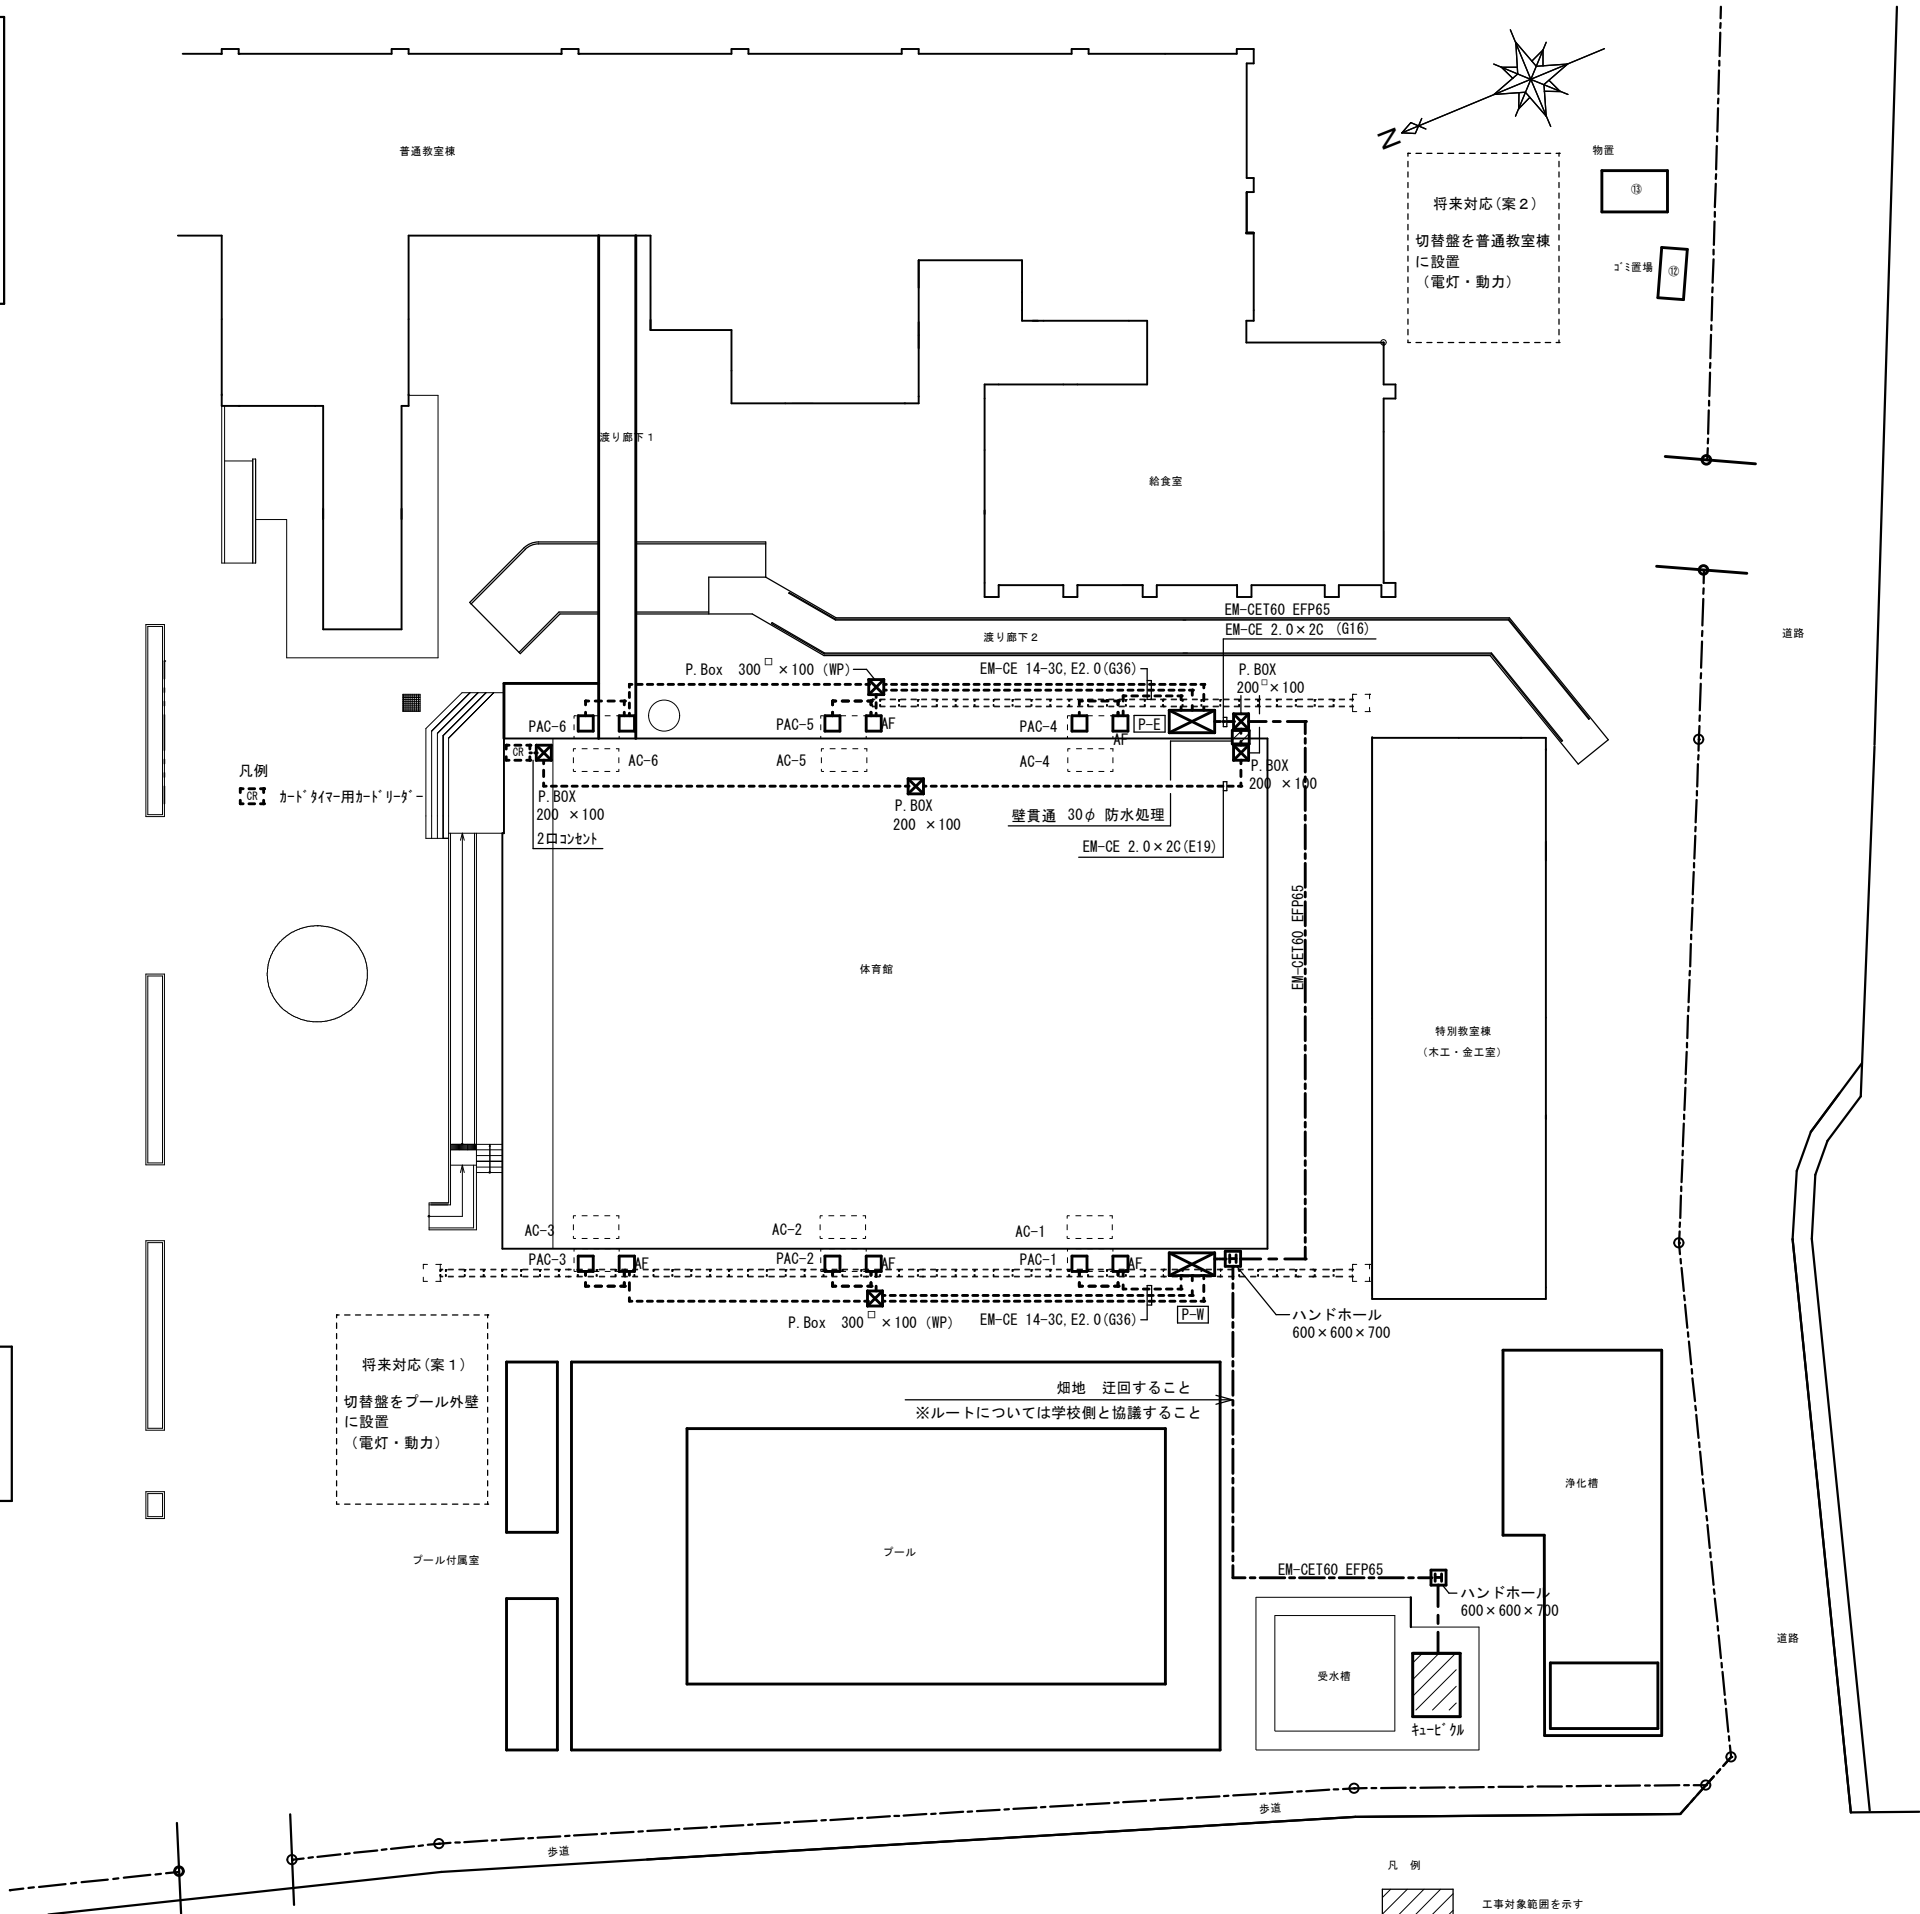 普通教室棟
N
物置
⑬
将来対応(案2)
切替盤を普通教室棟
に設置
(電灯・動力)
ｺﾞﾐ置場
⑫
渡り廊下1
給食室
EM-CET60 EFP65
EM-CE 2.0×2C (G16)
道路
渡り廊下2
P.Box 300□×100 (WP)
EM-CE 14-3C,E2.0(G36)
P.BOX
200□×100
PAC-6
PAC-5
AF
PAC-4
AF
P-E
CR
AC-6
AC-5
AC-4
P.BOX
200 ×100
凡例
CR ｶｰﾄﾞﾀｲﾏｰ用ｶｰﾄﾞﾘｰﾀﾞｰ
P.BOX
200 ×100
2口ｺﾝｾﾝﾄ
P.BOX
200 ×100
壁貫通 30φ 防水処理
EM-CE 2.0×2C(E19)
EM-CET60 EFP65
体育館
特別教室棟
(木工・金工室)
AC-3
AC-2
AC-1
PAC-3
AF
PAC-2
AF
PAC-1
AF
H
P.Box 300□×100 (WP)
EM-CE 14-3C,E2.0(G36)
P-W
ハンドホール
600×600×700
将来対応(案1)
切替盤をプール外壁
に設置
(電灯・動力)
畑地 迂回すること
※ルートについては学校側と協議すること
浄化槽
プール付属室
プール
EM-CET60 EFP65
H
ハンドホール
600×600×700
道路
受水槽
ｷｭｰﾋﾞｸﾙ
歩道
歩道
凡 例
工事対象範囲を示す